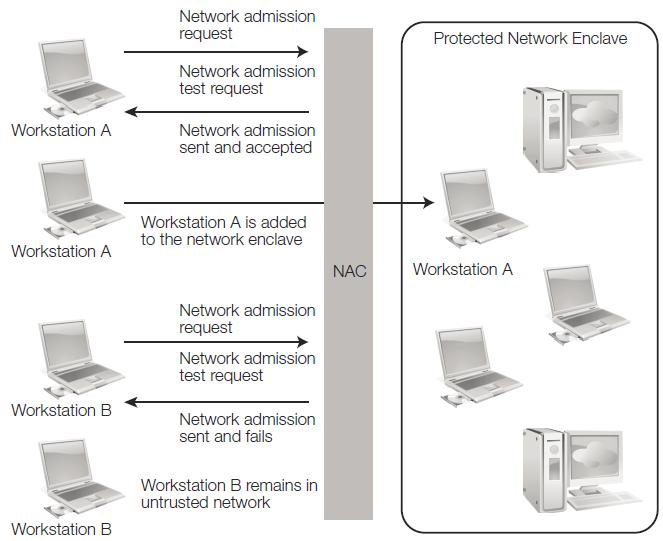 Network admission
request
Protected Network Enclave
Network admission
test request
Workstation A
Network admission
sent and accepted
Workstation A
Workstation A is added
to the network enclave
NAC
Workstation A
Network admission
request
Network admission
test request
Workstation B
Network admission
sent and fails
Workstation B
Workstation B remains in
untrusted network